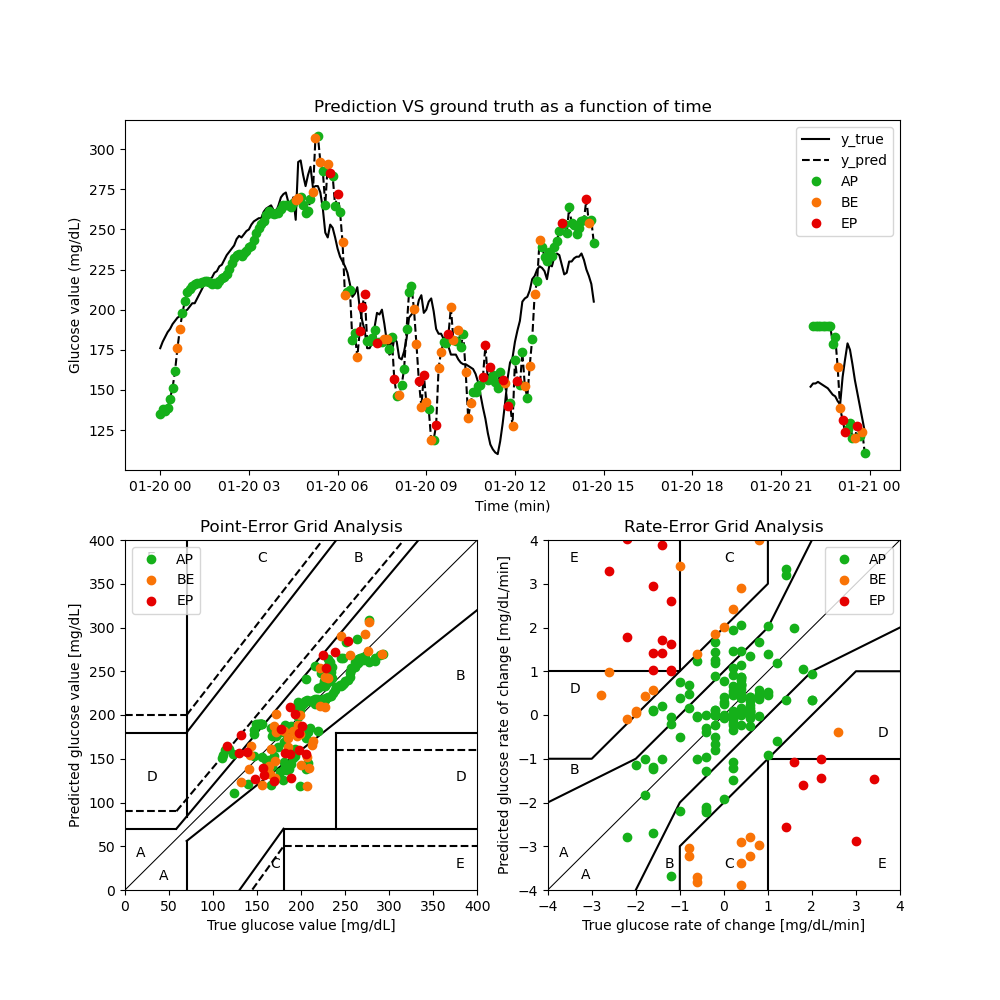 Prediction VS ground truth as a function of time
Glucose value (mg/dL)
300
275
250
225
200
175
150
125
y_true
y_pred
AP
BE
EP
01-20 00
01-20 03
01-20 06
01-20 09
01-20 12
01-20 15
01-20 18
01-20 21
01-21 00
Time (min)
Point-Error Grid Analysis
Predicted glucose value [mg/dL]
400
350
300
250
200
150
100
50
0
AP
BE
EP
C
B
B
D
D
A
A
C
E
0
50
100
150
200
250
300
350
400
True glucose value [mg/dL]
Rate-Error Grid Analysis
Predicted glucose rate of change [mg/dL/min]
4
3
2
1
0
−1
−2
−3
−4
E
C
AP
BE
EP
D
D
B
A
A
B
C
E
−4
−3
−2
−1
0
1
2
3
4
True glucose rate of change [mg/dL/min]